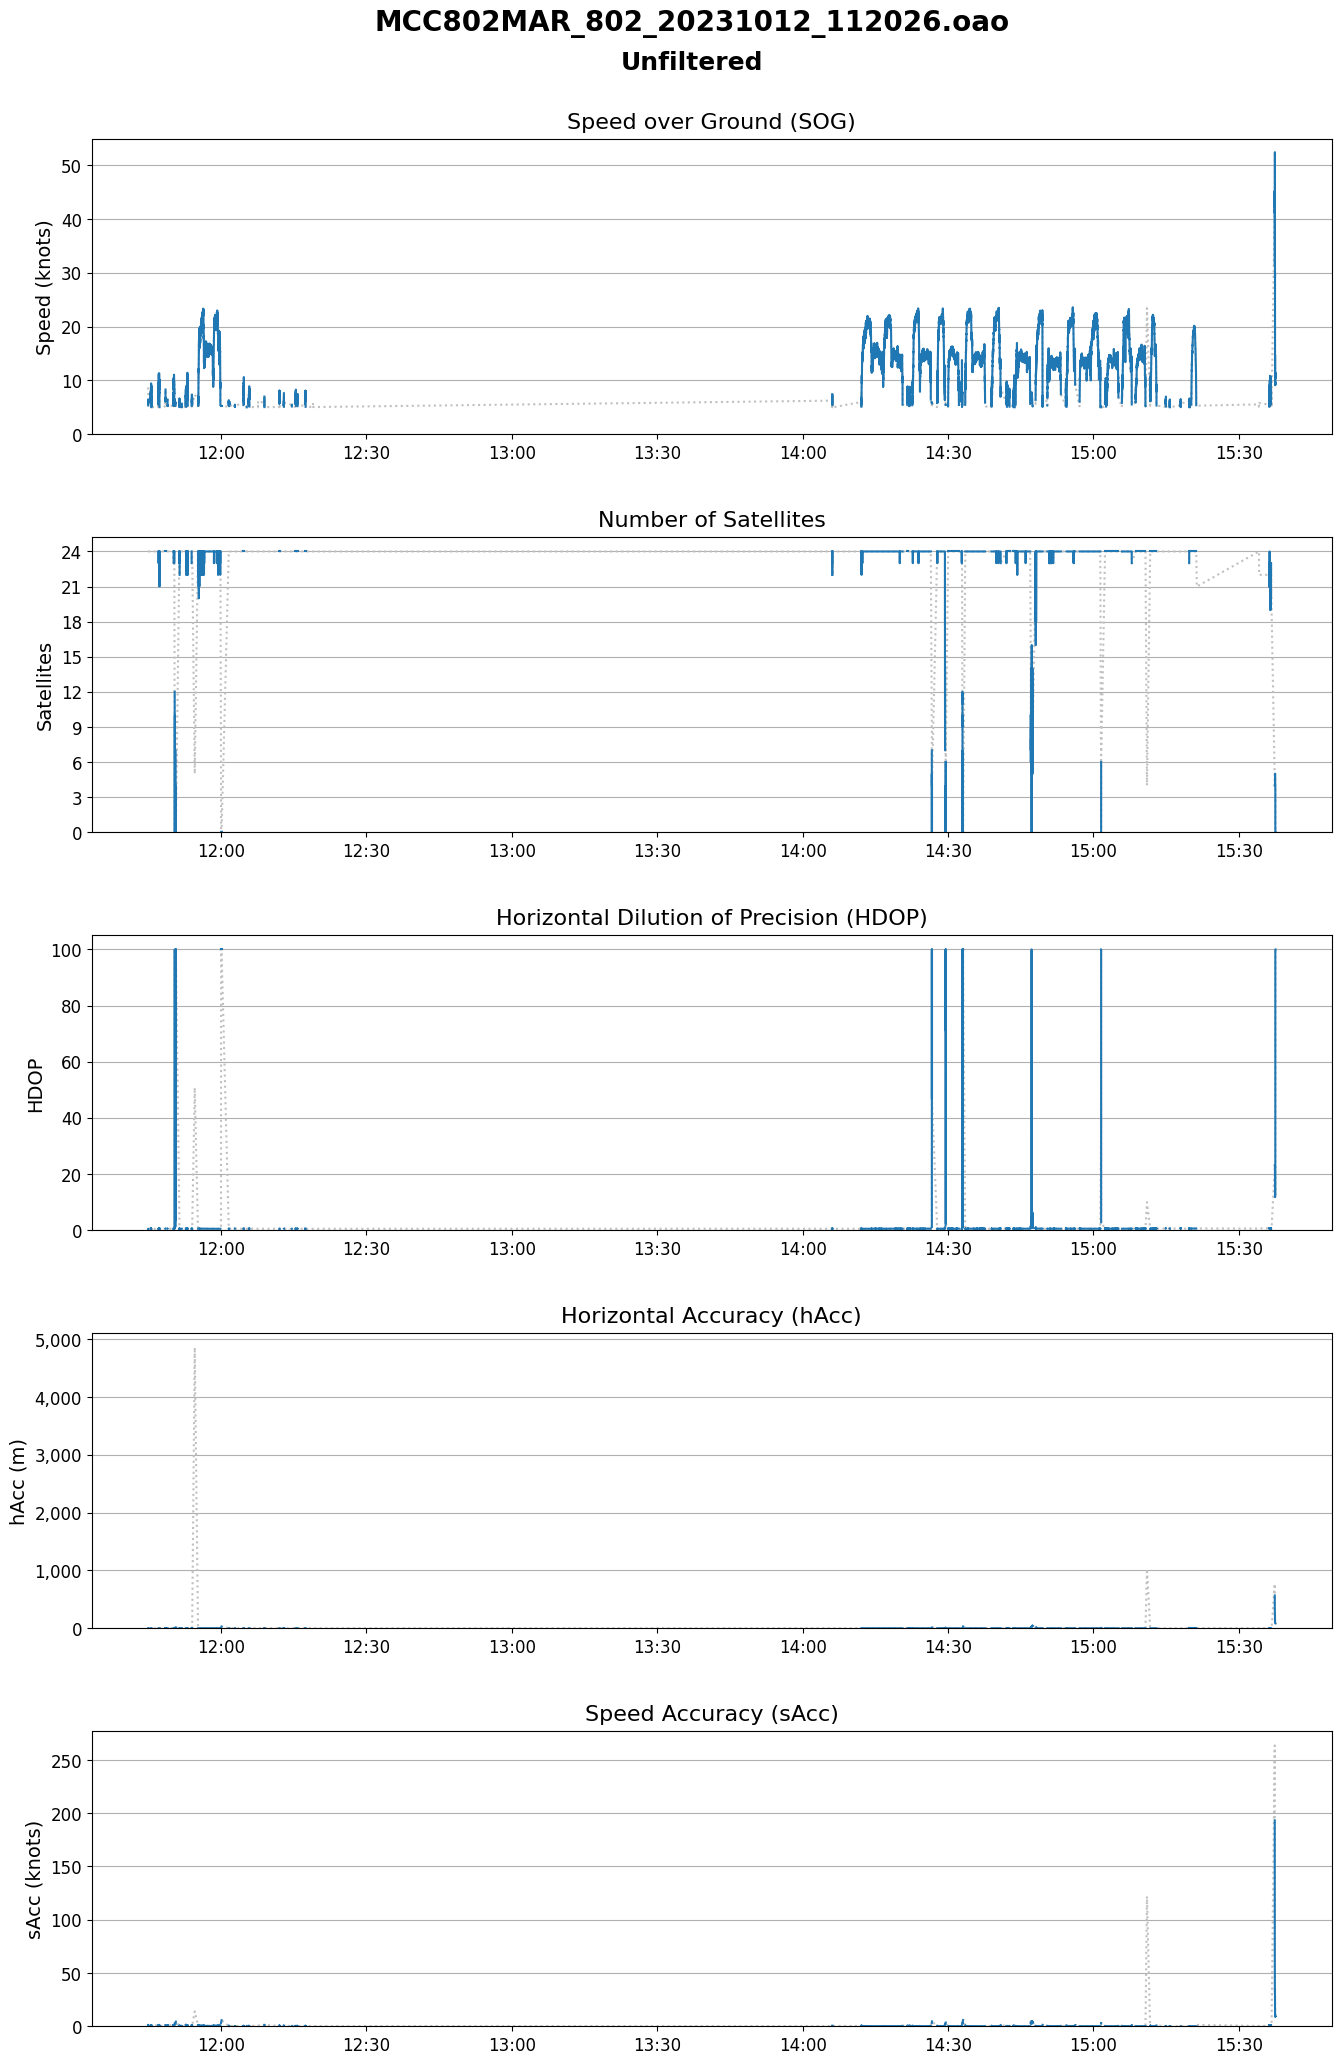 MCC802MAR_802_20231012_112026.oao
Unfiltered
Speed over Ground (SOG)
Speed (knots)
50
40
30
20
10
0
12:00 12:30 13:00 13:30 14:00 14:30 15:00 15:30
Number of Satellites
Satellites
24
21
18
15
12
9
6
3
0
12:00 12:30 13:00 13:30 14:00 14:30 15:00 15:30
Horizontal Dilution of Precision (HDOP)
HDOP
100
80
60
40
20
0
12:00 12:30 13:00 13:30 14:00 14:30 15:00 15:30
Horizontal Accuracy (hAcc)
hAcc (m)
5,000
4,000
3,000
2,000
1,000
0
12:00 12:30 13:00 13:30 14:00 14:30 15:00 15:30
Speed Accuracy (sAcc)
sAcc (knots)
250
200
150
100
50
0
12:00 12:30 13:00 13:30 14:00 14:30 15:00 15:30